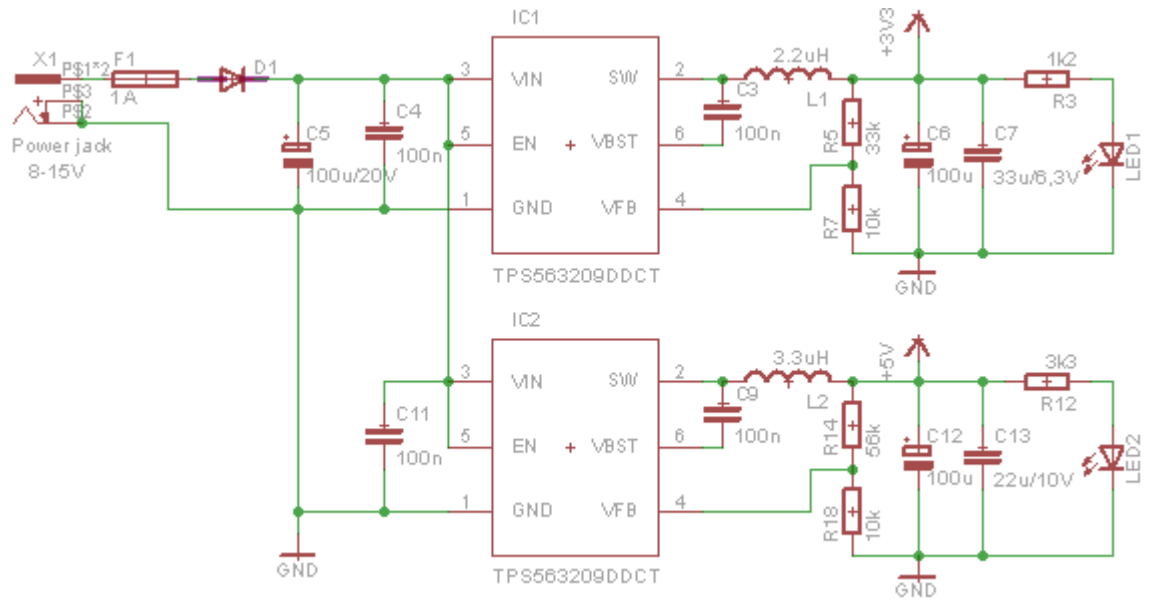 IC1
X1
PS1*2
F1
D1
PS3
PS2
1A
Power jack
8-15V
C5
100u/20V
C4
100n
3
VIN
SW
2
5
EN
VBST
6
1
GND
VFB
4
TPS563209DDCT
C3
100n
2.2uH
L1
R5
33k
R7
10k
+3V3
C6
100u
C7
33u/6,3V
1k2
R3
LED1
GND
IC2
3
VIN
SW
2
5
EN
VBST
6
1
GND
VFB
4
TPS563209DDCT
C11
100n
GND
C9
100n
3.3uH
L2
R14
56k
R18
10k
+5V
C12
100u
C13
22u/10V
3k3
R12
LED2
GND